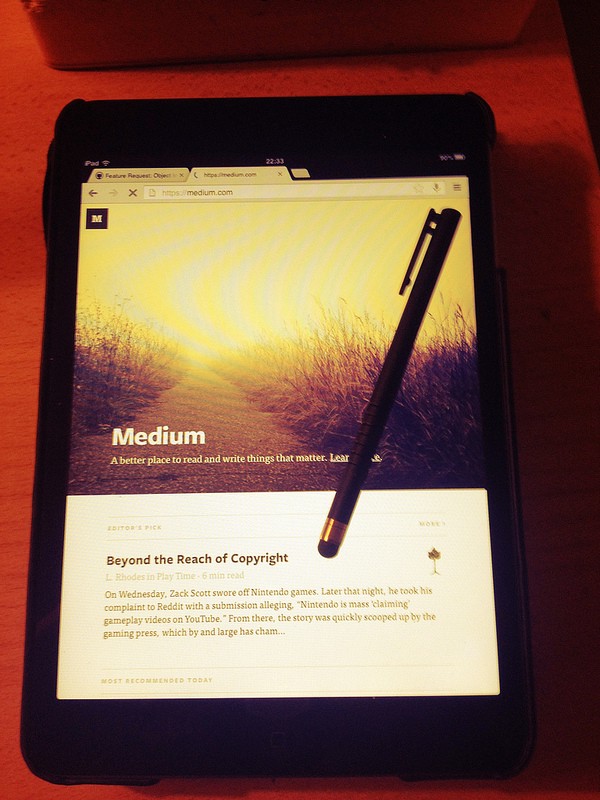 iPad 22:33 90%
Feature Request: Object
https://medium.com
https://medium.com
M
Medium
A better place to read and write things that matter.
EDITOR'S PICK MORE
Beyond the Reach of Copyright
L. Rhodes in Play Time · 6 min read
On Wednesday, Zack Scott swore off Nintendo games. Later that night, he took his
complaint to Reddit with a submission alleging, "Nintendo is mass 'claiming'
gameplay videos on YouTube." From there, the story was quickly scooped up by the
gaming press, which by and large has cham...
MOST RECOMMENDED TODAY